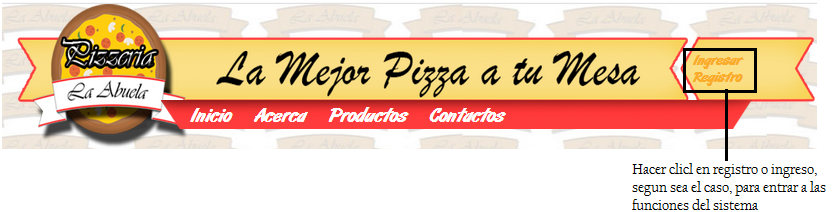 Pizzeria
La Abuela
La Mejor Pizza a tu Mesa
Ingresar
Registro
Inicio Acerca Productos Contactos
Hacer clicl en registro o ingreso,
segun sea el caso, para entrar a las
funciones del sistema